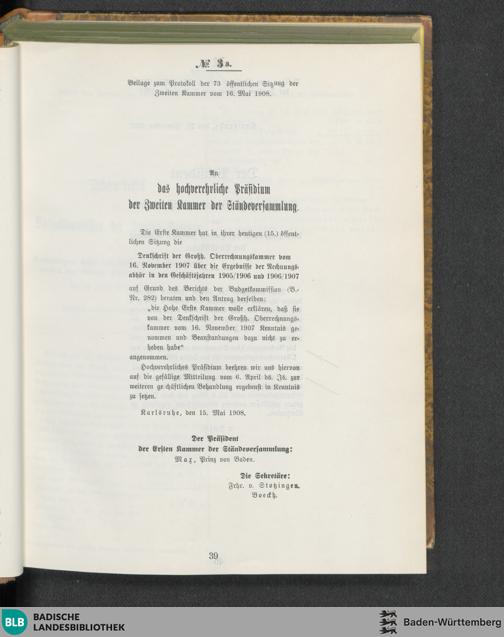 № 3a.
Beilage zum Protokoll der 73 öffentlichen Sitzung der
Zweiten Kammer vom 16. Mai 1908.
An
das hochverehrliche Präsidium
der Zweiten Kammer der Ständeversammlung.
Die Erste Kammer hat in ihrer heutigen (15.) öffent-
lichen Sitzung die
Denkschrift der Großh. Oberrechnungskammer vom
16. November 1907 über die Ergebnisse der Rechnungs-
abhör in den Geschäftsjahren 1905/1906 und 1906/1907
auf Grund des Berichts der Budgetkommission (B.-
Nr. 282) beraten und den Antrag derselben:
„die Hohe Erste Kammer wolle erklären, daß sie
von der Denkschrift der Großh. Oberrechnungs-
kammer vom 16. November 1907 Kenntnis ge-
nommen und Beanstandungen dazu nicht zu er-
heben habe“
angenommen.
Hochverehrliches Präsidium beehren wir uns hiervon
auf die gefällige Mitteilung vom 6. April ds. Js. zur
weiteren geschäftlichen Behandlung ergebenst in Kenntnis
zu setzen.
Karlsruhe, den 15. Mai 1908.
Der Präsident
der Ersten Kammer der Ständeversammlung:
Max, Prinz von Baden.
Die Sekretäre:
Frhr. v. Stotzingen.
Boeckh.
39
BLB
BADISCHE
LANDESBIBLIOTHEK
Baden-Württemberg